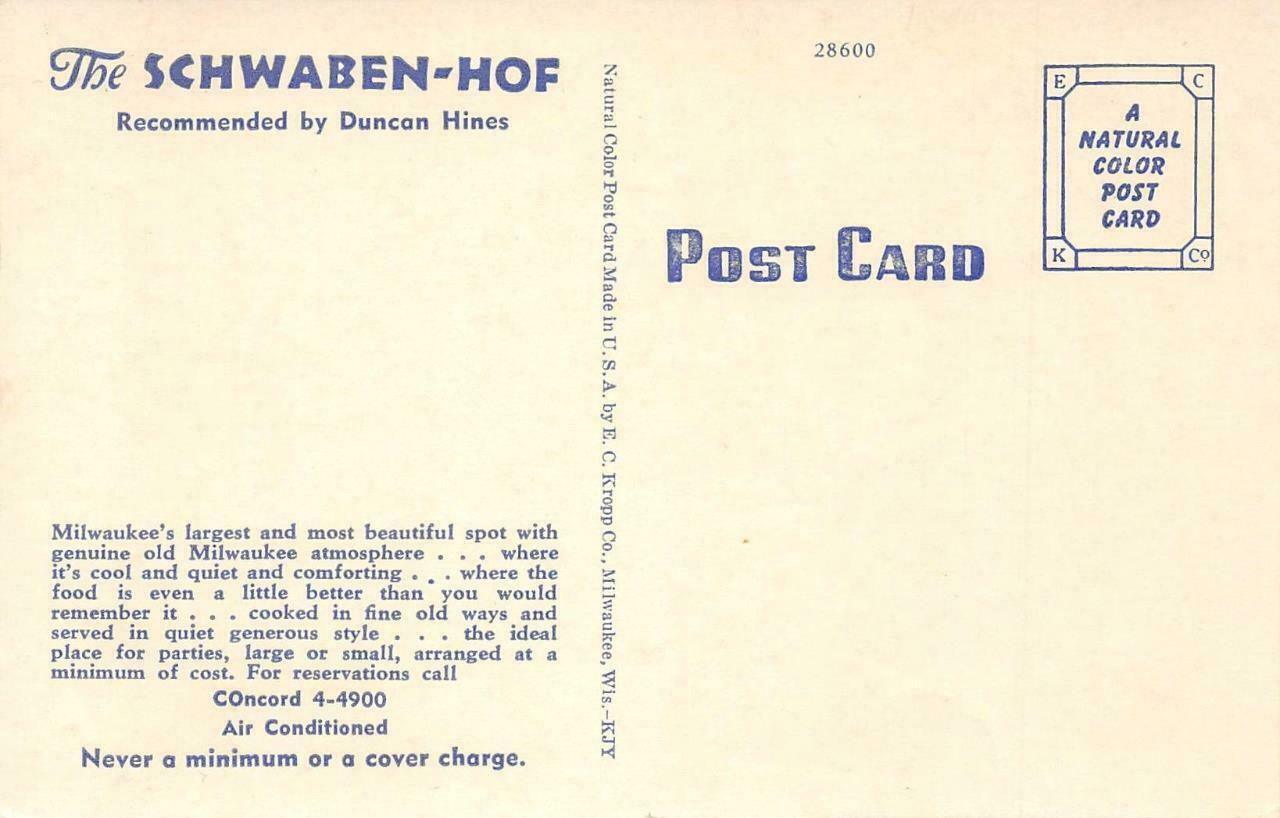 The SCHWABEN-HOF
Recommended by Duncan Hines
Milwaukee's largest and most beautiful spot with
genuine old Milwaukee atmosphere . . . where
it's cool and quiet and comforting . . . where the
food is even a little better than you would
remember it . . . cooked in fine old ways and
served in quiet generous style . . . the ideal
place for parties, large or small, arranged at a
minimum of cost. For reservations call
COncord 4-4900
Air Conditioned
Never a minimum or a cover charge.
Natural Color Post Card Made in U. S. A. by E. C. Kropp Co., Milwaukee, Wis.-KJY
28600
POST CARD
E C
A
NATURAL
COLOR
POST
CARD
K Co